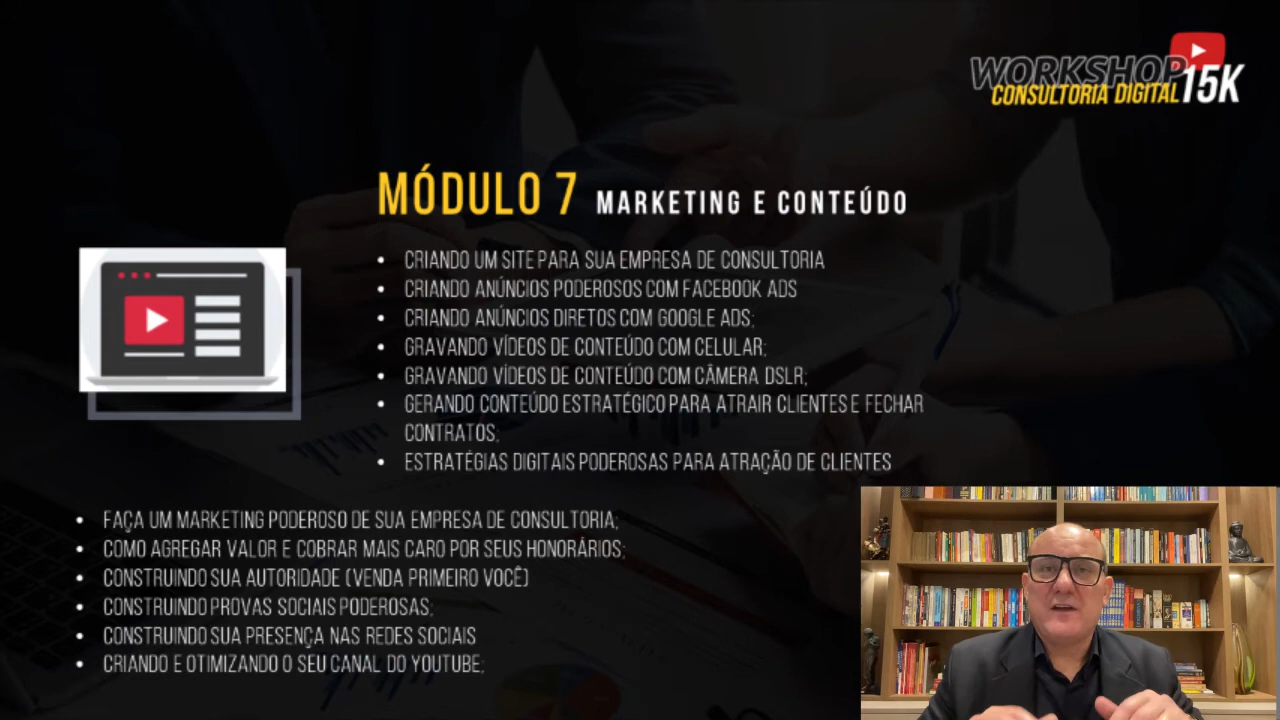 WORKSHOP
CONSULTORIA DIGITAL 15K
MÓDULO 7 MARKETING E CONTEÚDO
• CRIANDO UM SITE PARA SUA EMPRESA DE CONSULTORIA
• CRIANDO ANÚNCIOS PODEROSOS COM FACEBOOK ADS
• CRIANDO ANÚNCIOS DIRETOS COM GOOGLE ADS;
• GRAVANDO VÍDEOS DE CONTEÚDO COM CELULAR;
• GRAVANDO VÍDEOS DE CONTEÚDO COM CÂMERA DSLR;
• GERANDO CONTEÚDO ESTRATÉGICO PARA ATRAIR CLIENTES E FECHAR
CONTRATOS;
• ESTRATÉGIAS DIGITAIS PODEROSAS PARA ATRAÇÃO DE CLIENTES
• FAÇA UM MARKETING PODEROSO DE SUA EMPRESA DE CONSULTORIA;
• COMO AGREGAR VALOR E COBRAR MAIS CARO POR SEUS HONORÁRIOS;
• CONSTRUINDO SUA AUTORIDADE (VENDA PRIMEIRO VOCÊ)
• CONSTRUINDO PROVAS SOCIAIS PODEROSAS;
• CONSTRUINDO SUA PRESENÇA NAS REDES SOCIAIS
• CRIANDO E OTIMIZANDO O SEU CANAL DO YOUTUBE;